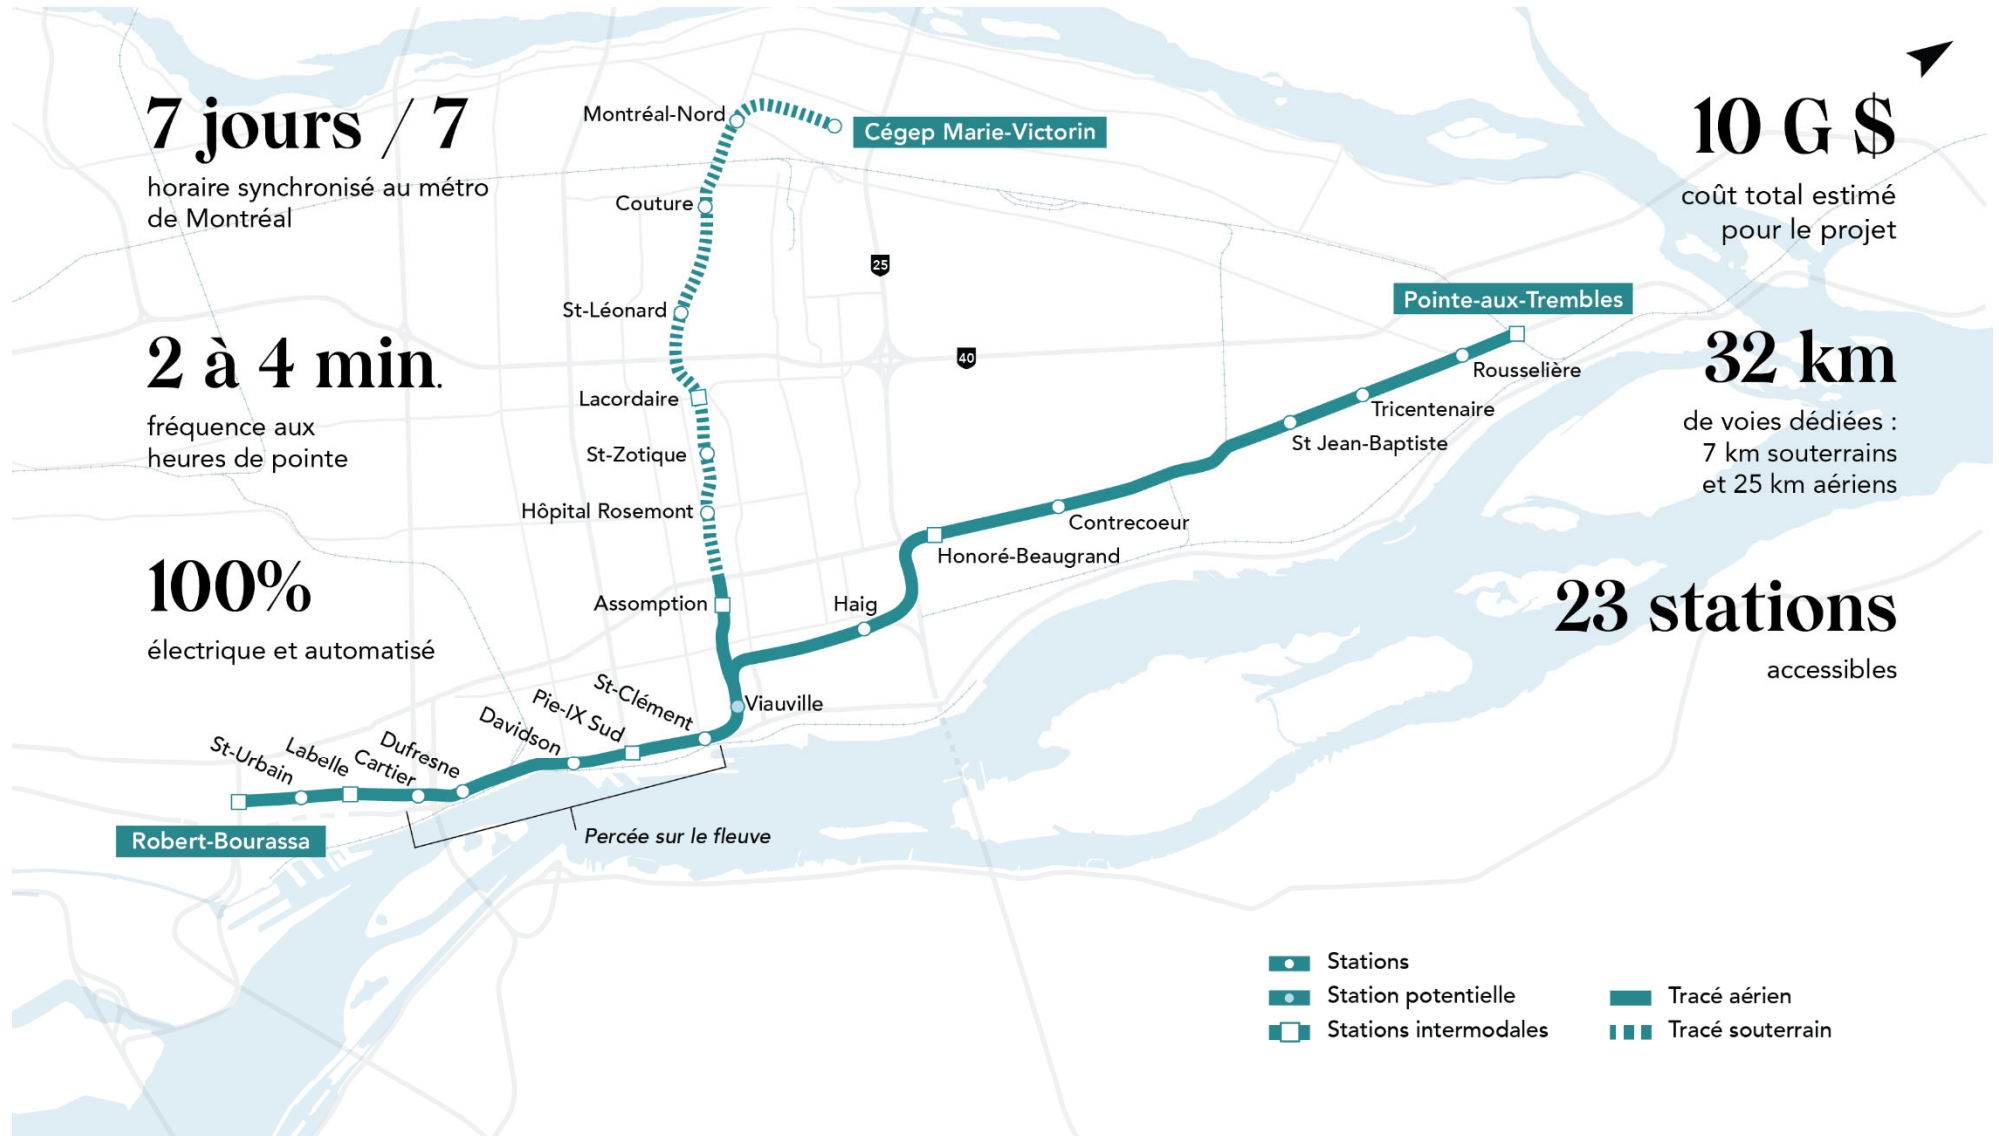 7 jours / 7
horaire synchronisé au métro
de Montréal
2 à 4 min.
fréquence aux
heures de pointe
100%
électrique et automatisé
10 G $
coût total estimé
pour le projet
32 km
de voies dédiées :
7 km souterrains
et 25 km aériens
23 stations
accessibles
Montréal-Nord
Cégep Marie-Victorin
Couture
25
St-Léonard
40
Lacordaire
St-Zotique
Hôpital Rosemont
Assomption
Pointe-aux-Trembles
Rousselière
Tricentenaire
St Jean-Baptiste
Contrecoeur
Honoré-Beaugrand
Haig
Viauville
St-Clément
Pie-IX Sud
Davidson
Dufresne
Cartier
Labelle
St-Urbain
Robert-Bourassa
Percée sur le fleuve
Stations
Station potentielle
Stations intermodales
Tracé aérien
Tracé souterrain